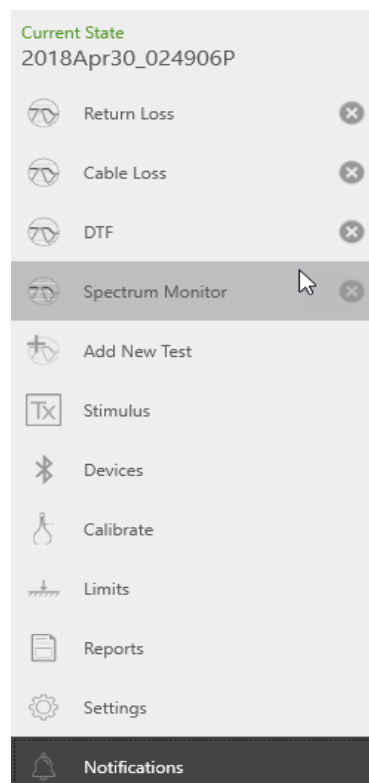 Current State
2018Apr30_024906P
Return Loss
Cable Loss
DTF
Spectrum Monitor
Add New Test
Tx Stimulus
Devices
Calibrate
Limits
Reports
Settings
Notifications